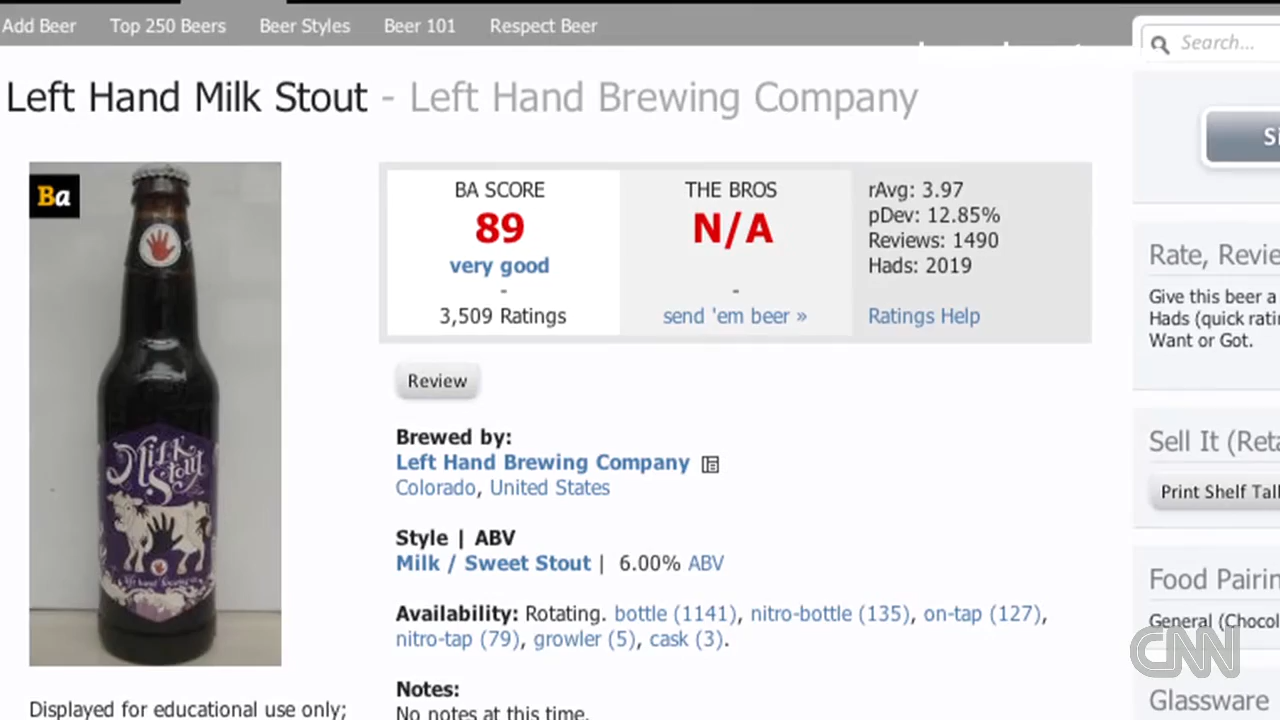 Add Beer Top 250 Beers Beer Styles Beer 101 Respect Beer
Search...
Left Hand Milk Stout - Left Hand Brewing Company
Ba
Milk
Stout
BA SCORE
89
very good
-
3,509 Ratings
THE BROS
N/A
-
send 'em beer »
rAvg: 3.97
pDev: 12.85%
Reviews: 1490
Hads: 2019
Ratings Help
Review
Brewed by:
Left Hand Brewing Company
Colorado, United States
Style | ABV
Milk / Sweet Stout | 6.00% ABV
Availability: Rotating. bottle (1141), nitro-bottle (135), on-tap (127),
nitro-tap (79), growler (5), cask (3).
Notes:
No notes at this time.
Displayed for educational use only;
Rate, Revie
Give this beer a
Hads (quick ratin
Want or Got.
Sell It (Reta
Print Shelf Tall
Food Pairin
General (Chocol
CNN
Glassware